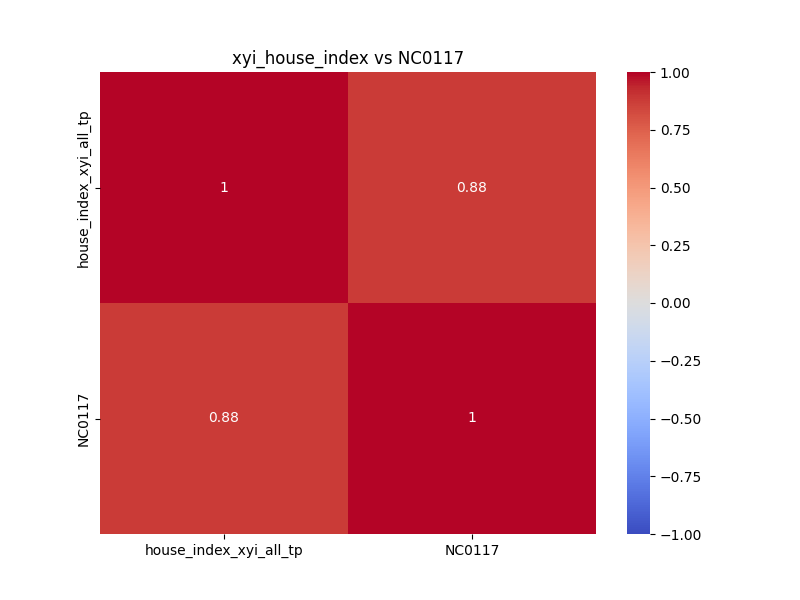 xyi_house_index vs NC0117
house_index_xyi_all_tp
NC0117
1
0.88
0.88
1
house_index_xyi_all_tp
NC0117
1.00
0.75
0.50
0.25
0.00
−0.25
−0.50
−0.75
−1.00